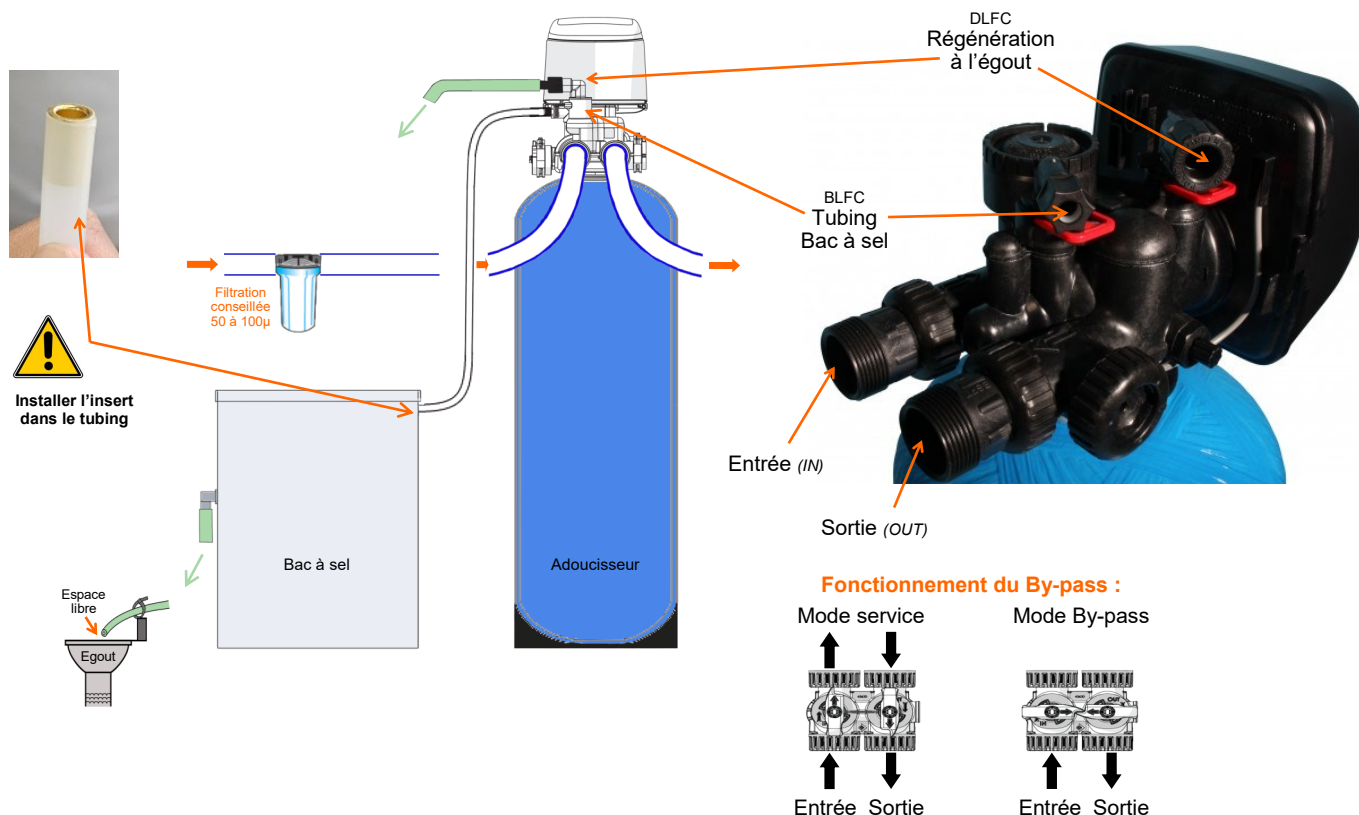 DLFC
Régénération
à l'égout
BLFC
Tubing
Bac à sel
Filtration
conseillée
50 à 100µ
Installer l'insert
dans le tubing
Entrée (IN)
Sortie (OUT)
Bac à sel
Adoucisseur
Espace
libre
Egout
Fonctionnement du By-pass :
Mode service
Mode By-pass
IN
OUT
Entrée Sortie
Entrée Sortie